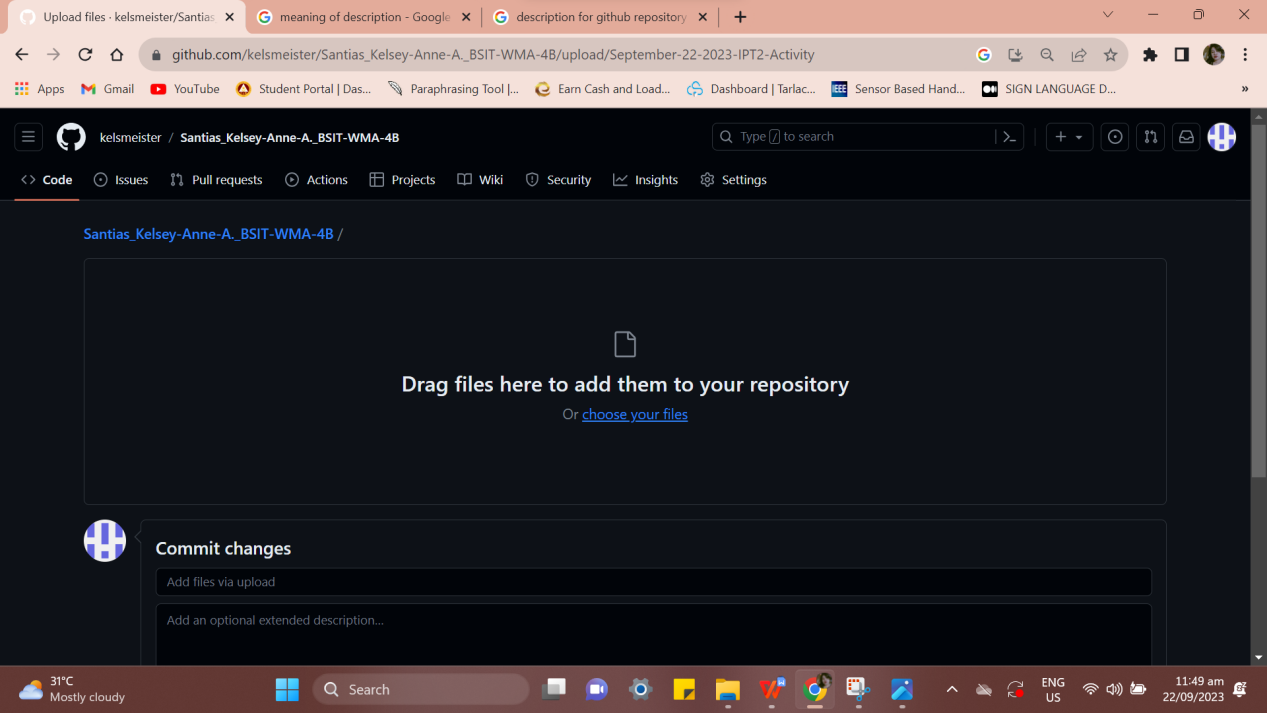 Upload files · kelsmeister/Santias
meaning of description - Google
description for github repository
github.com/kelsmeister/Santias_Kelsey-Anne-A._BSIT-WMA-4B/upload/September-22-2023-IPT2-Activity
Apps Gmail YouTube Student Portal | Das... Paraphrasing Tool |... Earn Cash and Load... Dashboard | Tarlac... IEEE Sensor Based Hand... SIGN LANGUAGE D... »
kelsmeister / Santias_Kelsey-Anne-A._BSIT-WMA-4B
Type / to search
Code Issues Pull requests Actions Projects Wiki Security Insights Settings
Santias_Kelsey-Anne-A._BSIT-WMA-4B /
Drag files here to add them to your repository
Or choose your files
Commit changes
Add files via upload
Add an optional extended description...
31°C
Mostly cloudy
Search
ENG
US
11:49 am
22/09/2023